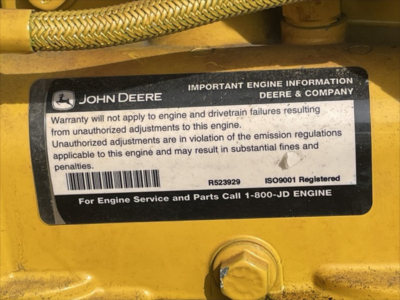 JOHN DEERE
IMPORTANT ENGINE INFORMATION
DEERE & COMPANY
Warranty will not apply to engine and drivetrain failures resulting
from unauthorized adjustments to this engine.
Unauthorized adjustments are in violation of the emission regulations
applicable to this engine and may result in substantial fines and
penalties.
R523929
ISO9001 Registered
For Engine Service and Parts Call 1-800-JD ENGINE